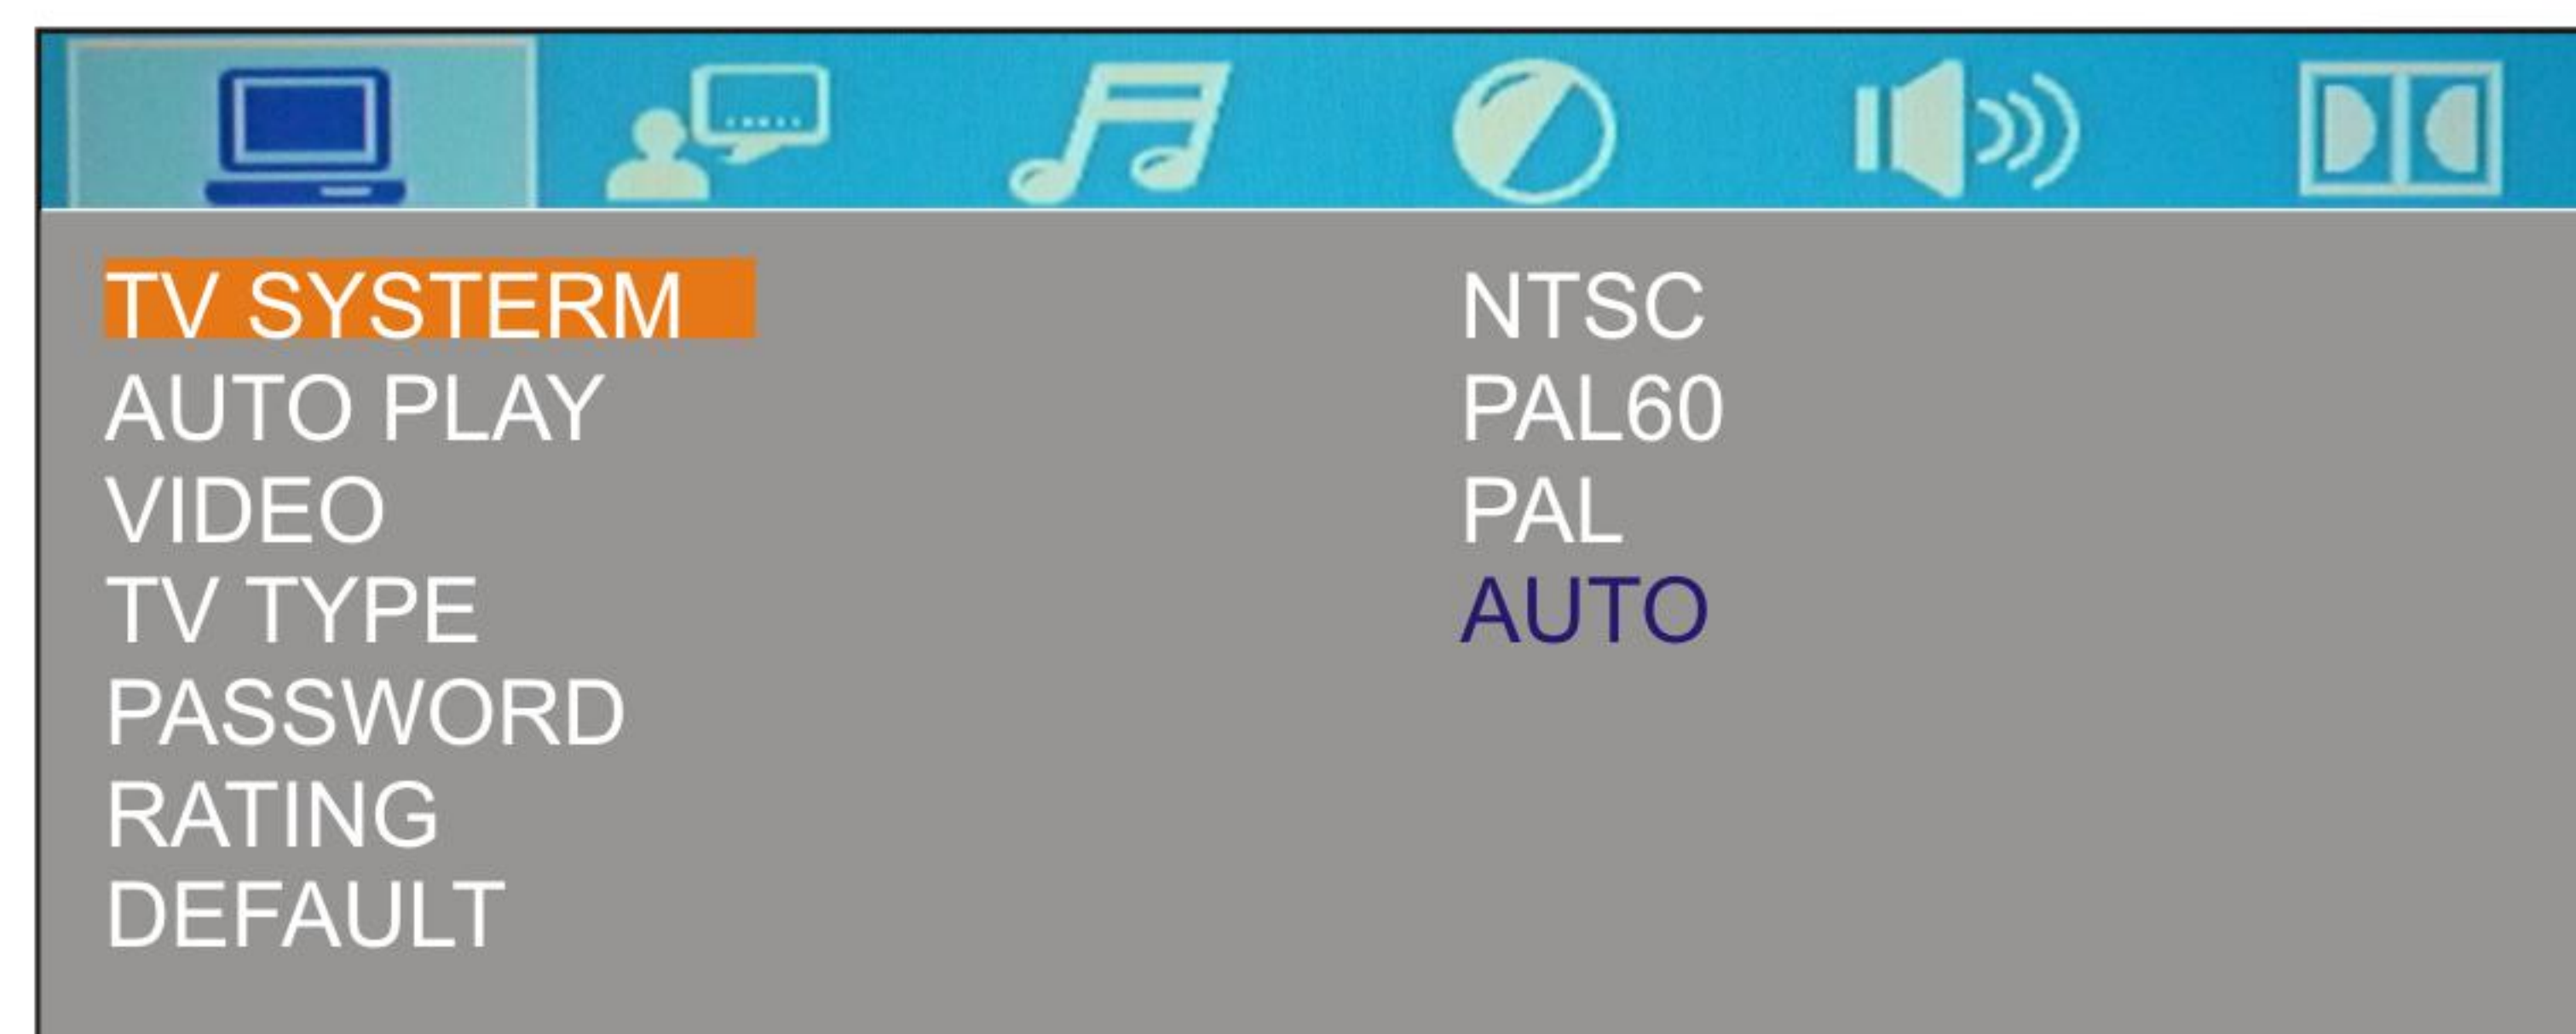 TV SYSTERM
AUTO PLAY
VIDEO
TV TYPE
PASSWORD
RATING
DEFAULT
NTSC
PAL60
PAL
AUTO